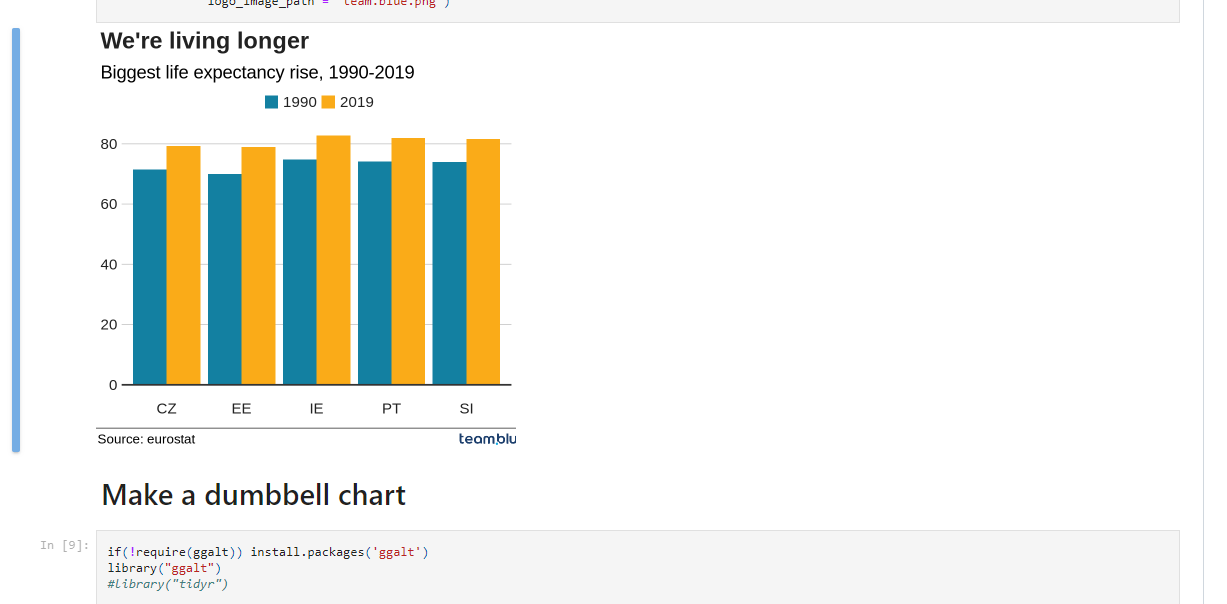 logo_image_path = "team.blue.png")
We're living longer
Biggest life expectancy rise, 1990-2019
1990 2019
80
60
40
20
0
CZ EE IE PT SI
Source: eurostat
team.blu
Make a dumbbell chart
In [9]:
if(!require(ggalt)) install.packages('ggalt')
library("ggalt")
#library("tidyr")